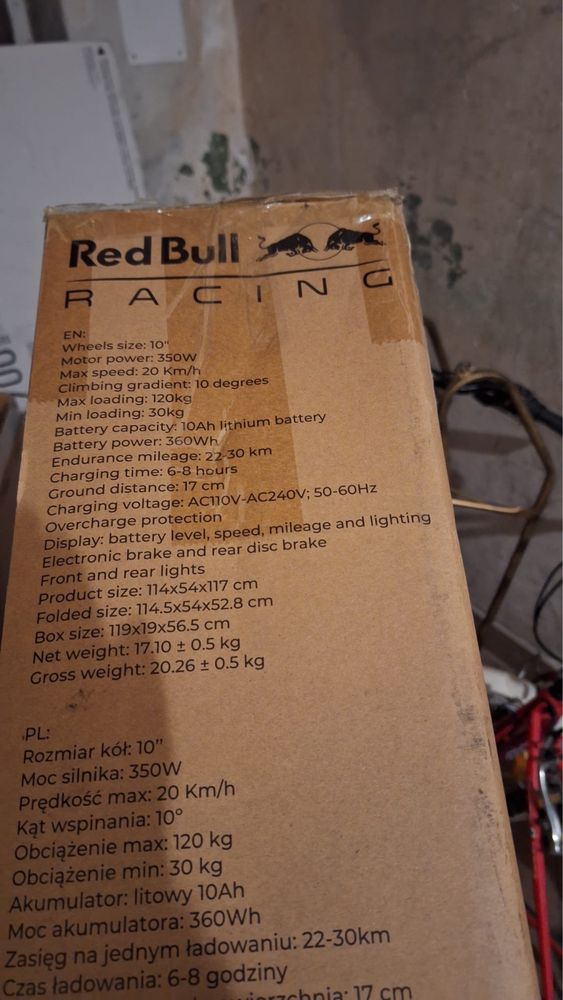 Red Bull
RACING
EN:
Wheels size: 10"
Motor power: 350W
Max speed: 20 Km/h
Climbing gradient: 10 degrees
Max loading: 120kg
Min loading: 30kg
Battery capacity: 10Ah lithium battery
Battery power: 360Wh
Endurance mileage: 22-30 km
Charging time: 6-8 hours
Ground distance: 17 cm
Charging voltage: AC110V-AC240V; 50-60Hz
Overcharge protection
Display: battery level, speed, mileage and lighting
Electronic brake and rear disc brake
Front and rear lights
Product size: 114x54x117 cm
Folded size: 114.5x54x52.8 cm
Box size: 119x19x56.5 cm
Net weight: 17.10 ± 0.5 kg
Gross weight: 20.26 ± 0.5 kg
PL:
Rozmiar kół: 10"
Moc silnika: 350W
Prędkość max: 20 Km/h
Kąt wspinania: 10°
Obciążenie max: 120 kg
Obciążenie min: 30 kg
Akumulator: litowy 10Ah
Moc akumulatora: 360Wh
Zasięg na jednym ładowaniu: 22-30km
Czas ładowania: 6-8 godziny
17 cm